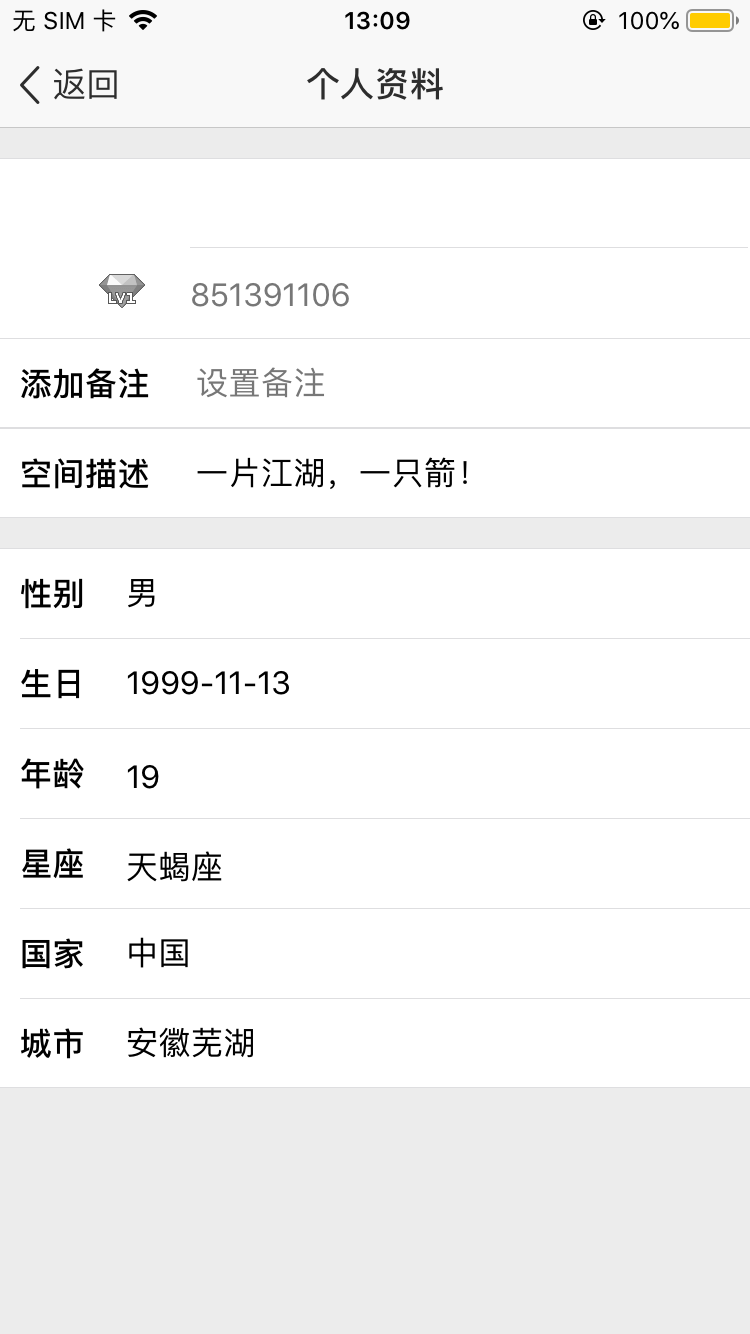 无 SIM 卡 13:09 100%
返回 个人资料
LV1 851391106
添加备注 设置备注
空间描述 一片江湖，一只箭！
性别 男
生日 1999-11-13
年龄 19
星座 天蝎座
国家 中国
城市 安徽芜湖